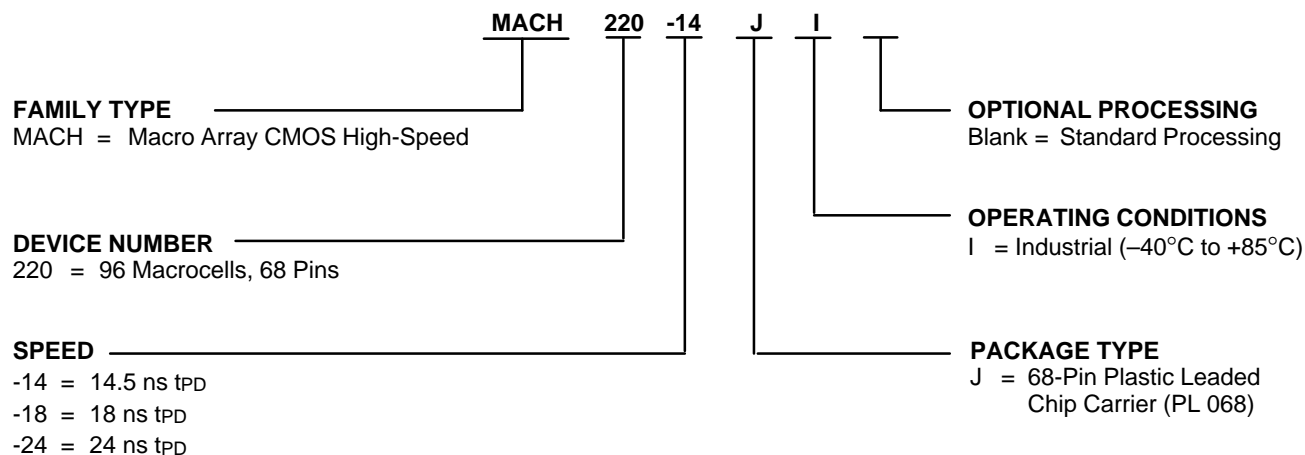 MACH 220 -14 J I
FAMILY TYPE
MACH = Macro Array CMOS High-Speed
DEVICE NUMBER
220 = 96 Macrocells, 68 Pins
SPEED
-14 = 14.5 ns tPD
-18 = 18 ns tPD
-24 = 24 ns tPD
OPTIONAL PROCESSING
Blank = Standard Processing
OPERATING CONDITIONS
I = Industrial (–40°C to +85°C)
PACKAGE TYPE
J = 68-Pin Plastic Leaded
Chip Carrier (PL 068)